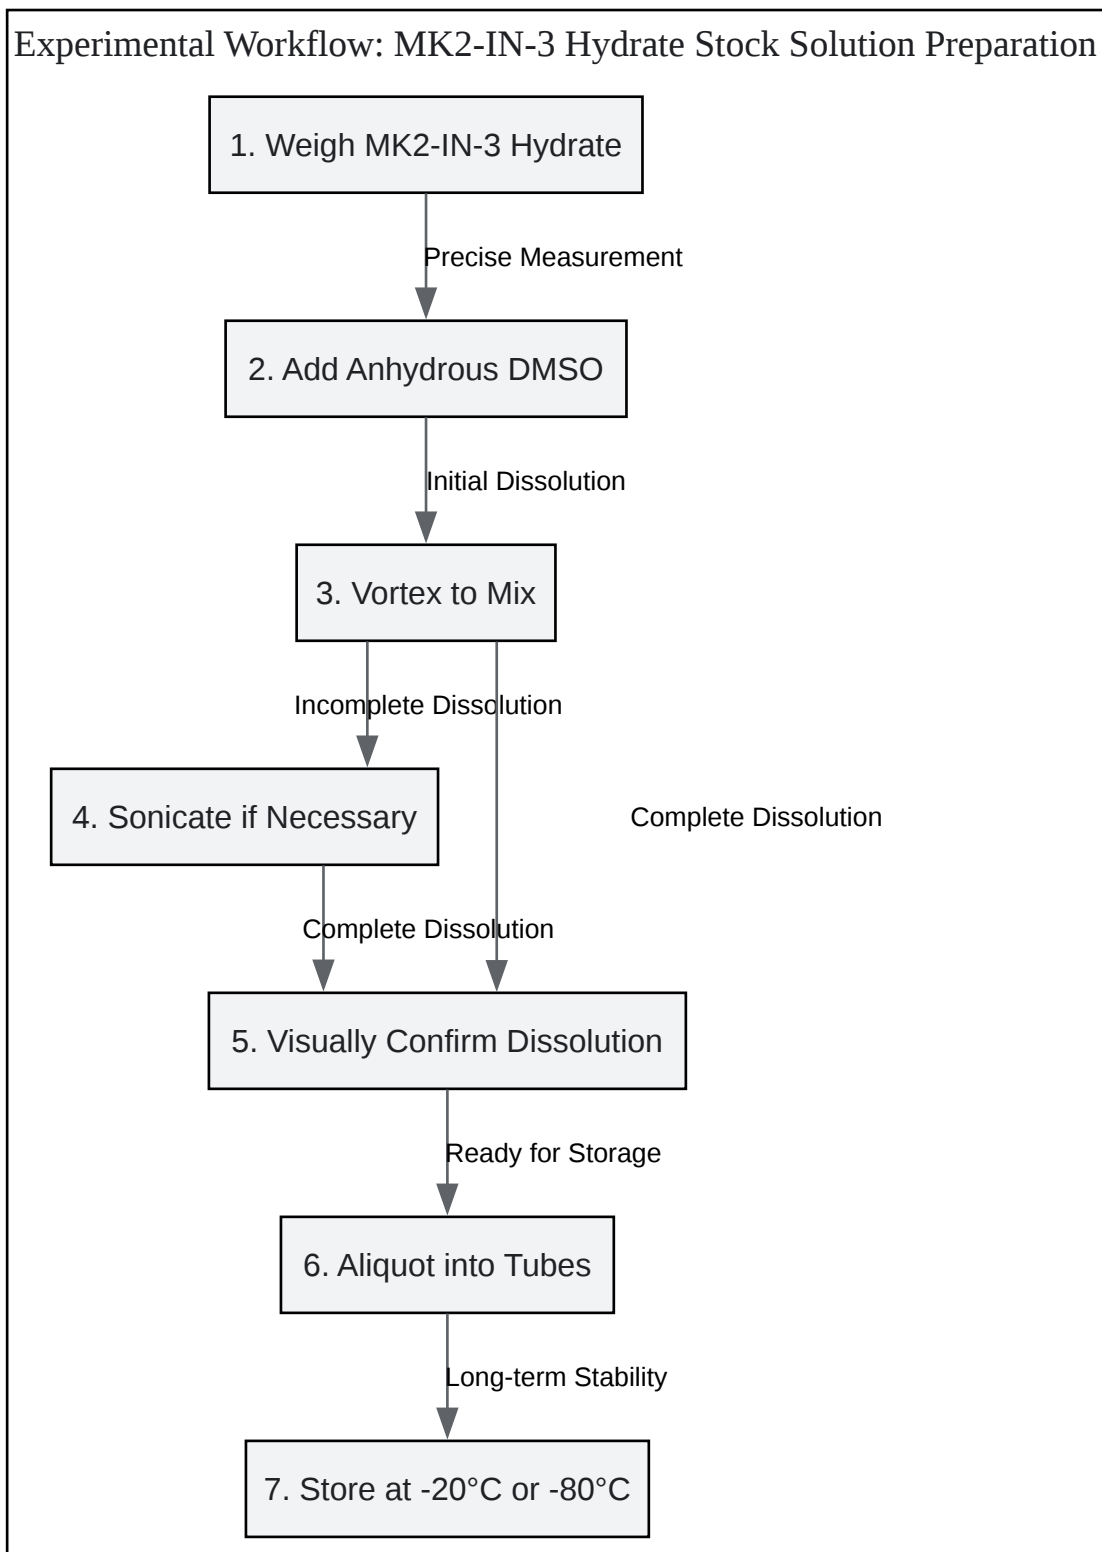 Experimental Workflow: MK2-IN-3 Hydrate Stock Solution Preparation
1. Weigh MK2-IN-3 Hydrate
Precise Measurement
2. Add Anhydrous DMSO
Initial Dissolution
3. Vortex to Mix
Incomplete Dissolution
4. Sonicate if Necessary
Complete Dissolution
Complete Dissolution
5. Visually Confirm Dissolution
Ready for Storage
6. Aliquot into Tubes
Long-term Stability
7. Store at -20°C or -80°C